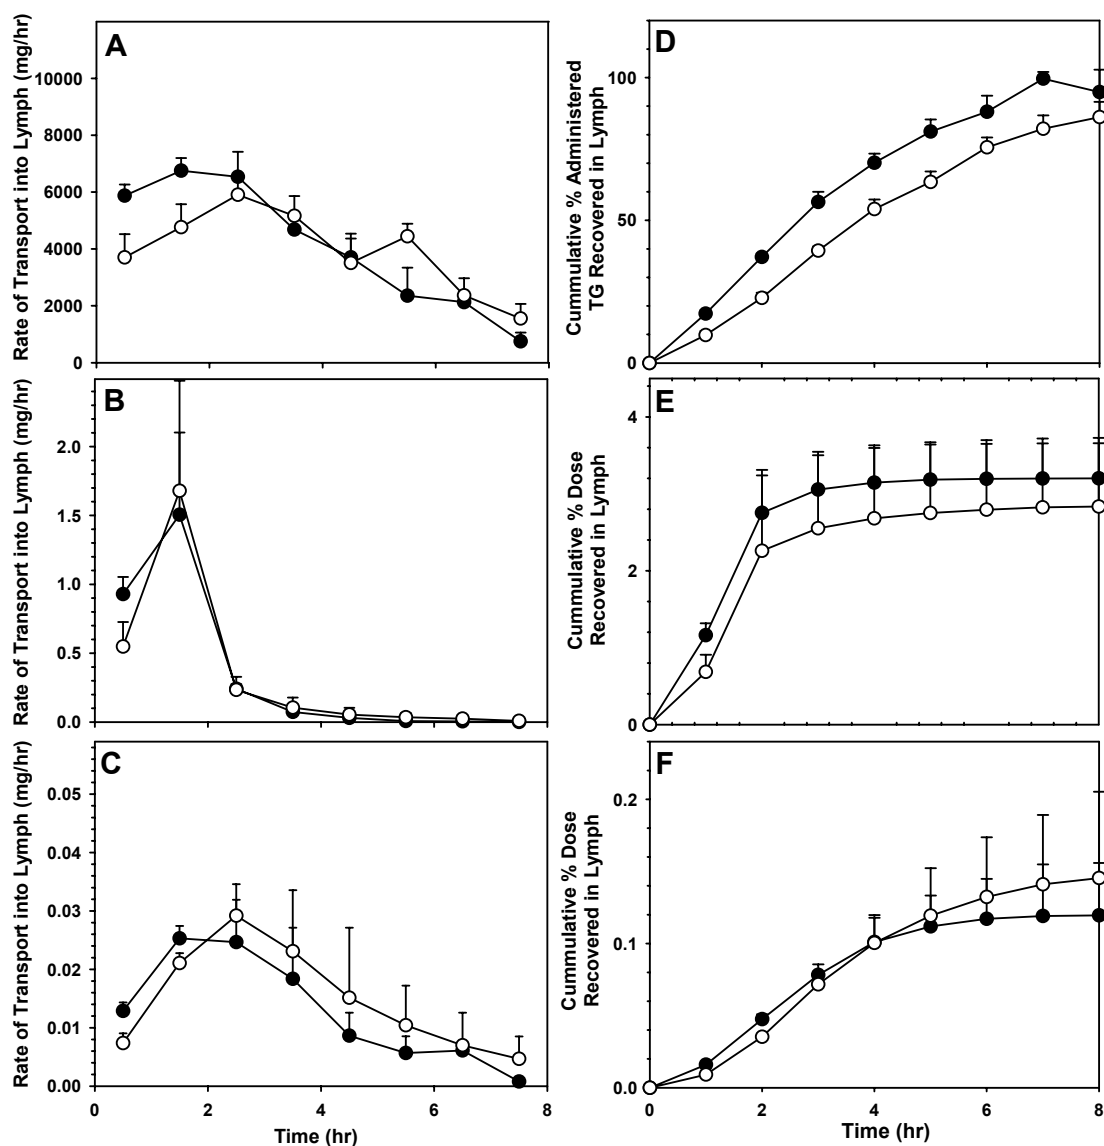 A
Rate of Transport into Lymph (mg/hr)
10000
8000
6000
4000
2000
0
B
Rate of Transport into Lymph (mg/hr)
2.0
1.5
1.0
0.5
0.0
C
Rate of Transport into Lymph (mg/hr)
0.05
0.04
0.03
0.02
0.01
0.00
0 2 4 6 8
Time (hr)
D
Cummulative % Administered
TG Recovered in Lymph
100
50
0
E
Cummulative % Dose
Recovered in Lymph
4
2
0
F
Cummulative % Dose
Recovered in Lymph
0.2
0.1
0.0
0 2 4 6 8
Time (hr)